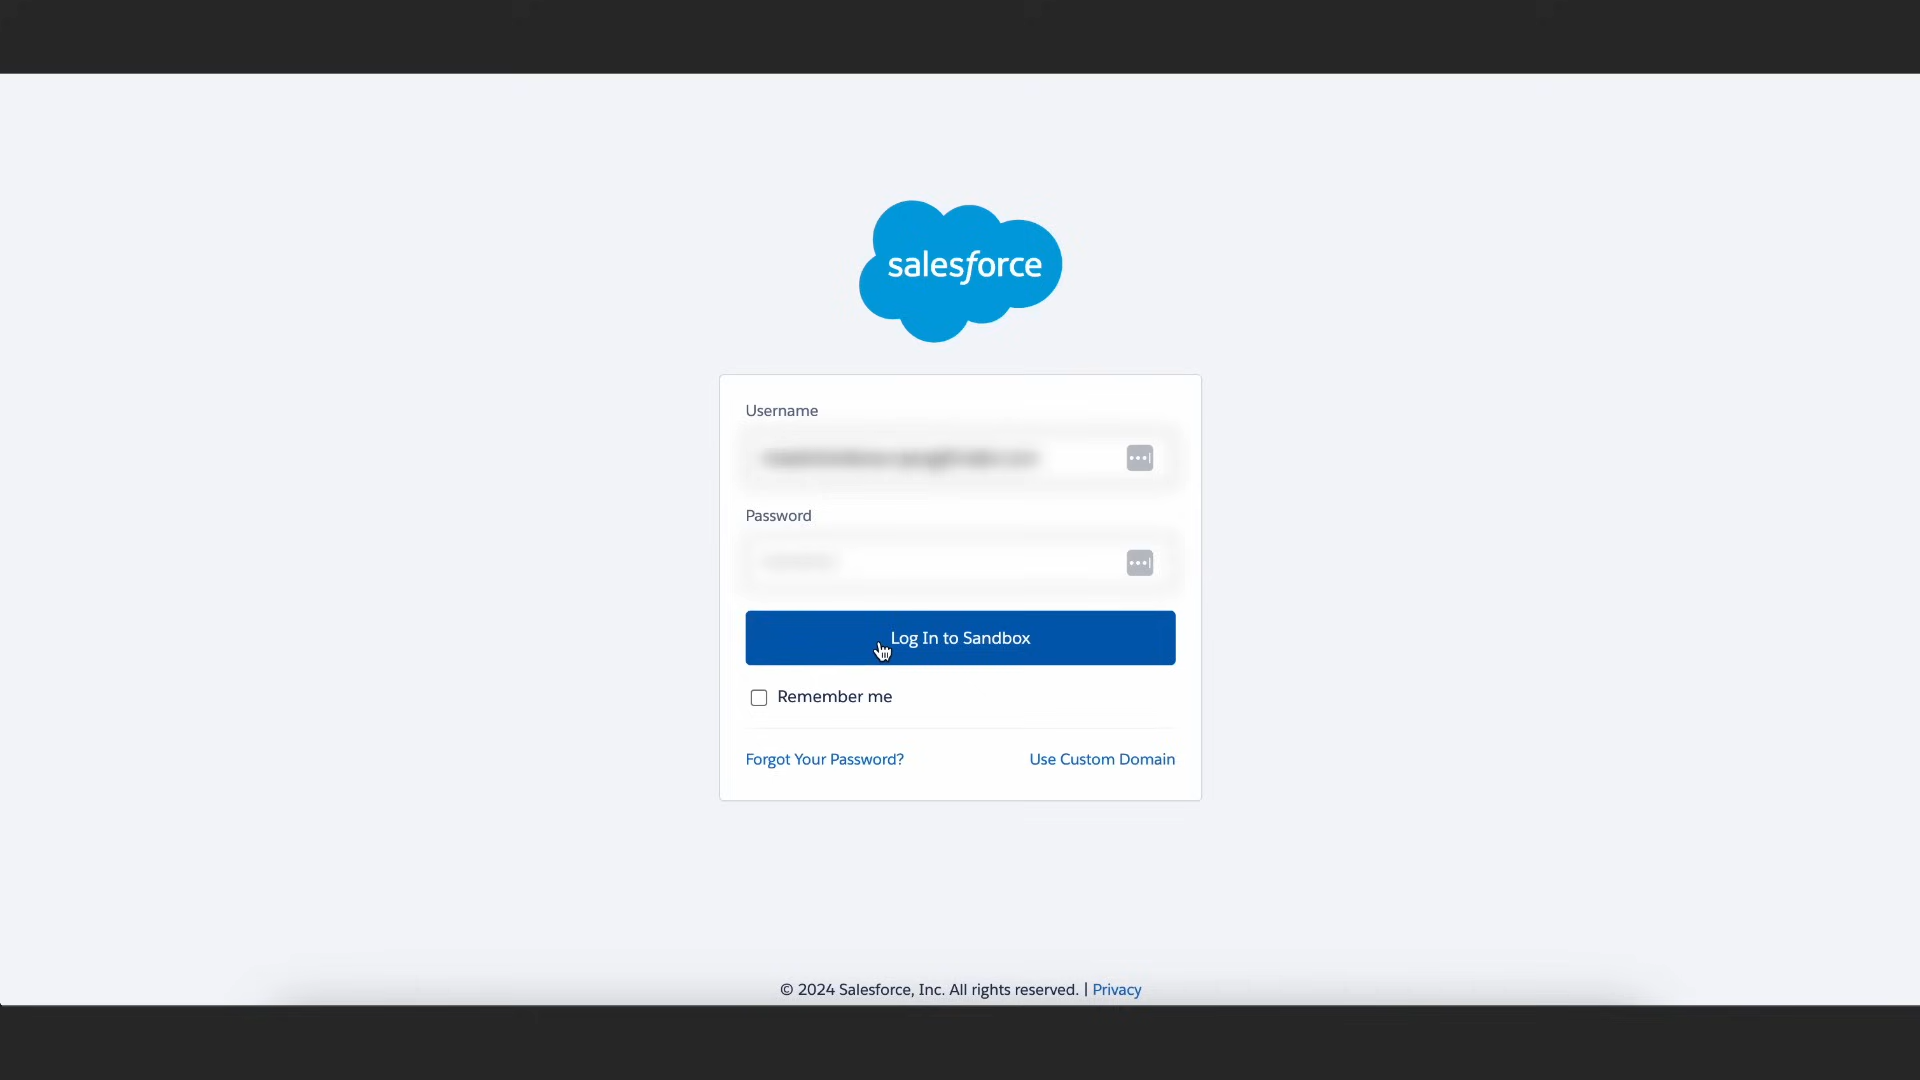 salesforce
Username
Password
Log In to Sandbox
Remember me
Forgot Your Password?
Use Custom Domain
© 2024 Salesforce, Inc. All rights reserved. | Privacy